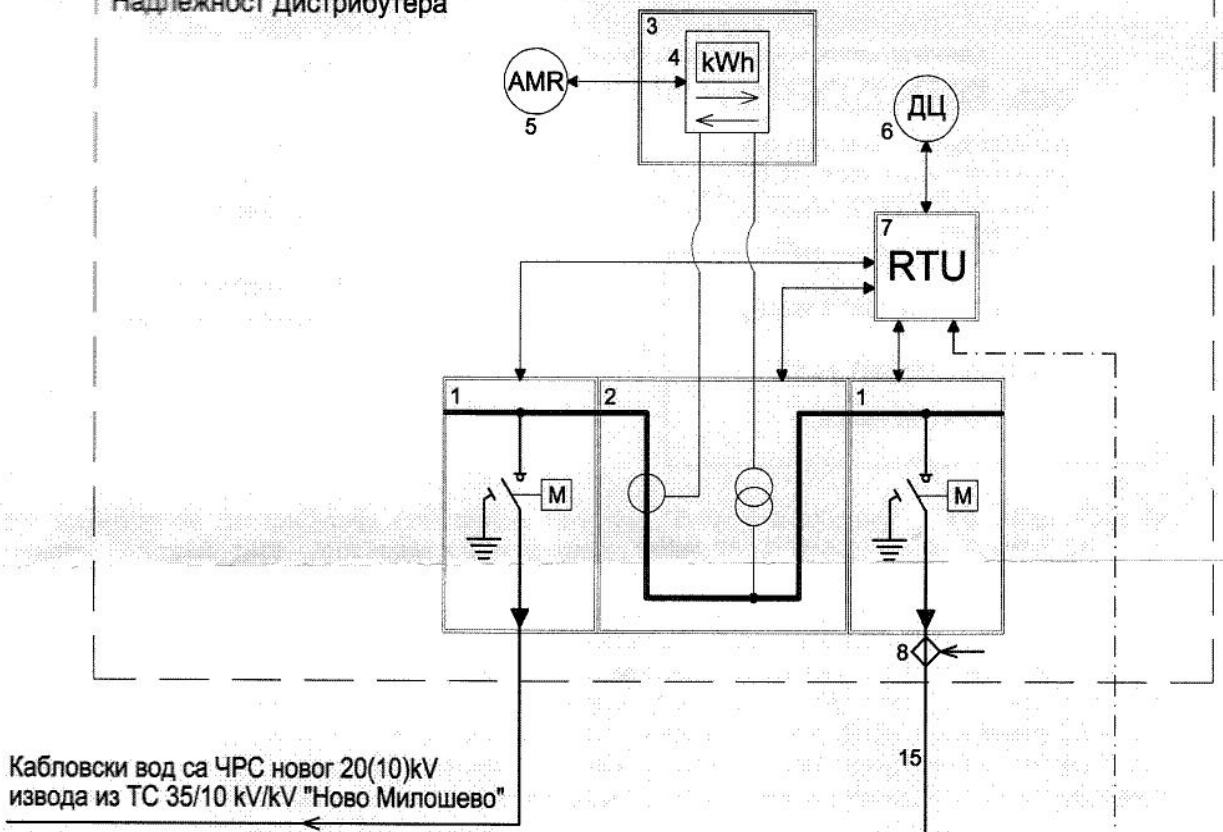 Надлежност Дистрибутера
3
4
kWh
AMR
5
6
ДЦ
7
RTU
1
2
1
M
M
8
15
Кабловски вод са ЧРС новог 20(10)kV
извода из ТС 35/10 kV/kV "Ново Милошево"